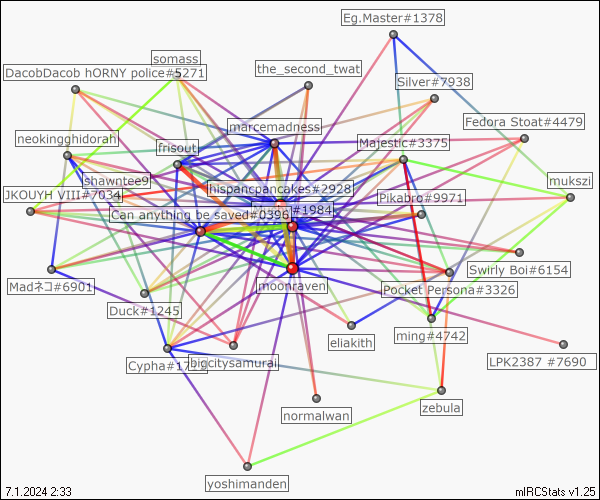 Eg.Master#1378
somass
DacobDacob hORNY police#5271
the_second_twat
Silver#7938
Fedora Stoat#4479
marcemadness
neokingghidorah
frisout
Majestic#3375
shawntee9
hispanspancakes#2928
mukszi
JKOUYH VIII#7034
Pikabro#9971
Can anything be saved#0396
#1984
Swirly Boi#6154
moonraven
Madネコ#6901
Pocket Persona#3326
Duck#1245
ming#4742
eliakith
Cypha#17
bigcitysamurai
LPK2387 #7690
normalwan
zebula
yoshimanden
7.1.2024 2:33
mIRCStats v1.25